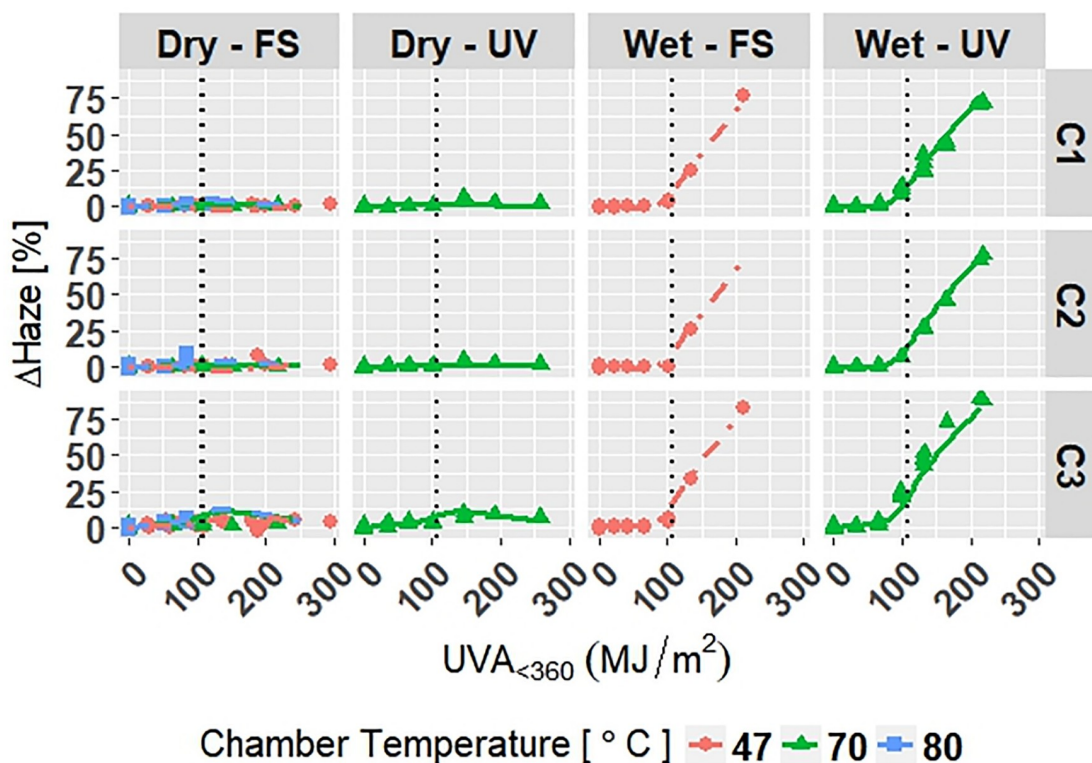 Dry - FS Dry - UV Wet - FS Wet - UV
75
50
25
0
C1
75
50
25
0
C2
75
50
25
0
C3
ΔHaze [%]
0 100 200 300 0 100 200 300 0 100 200 300 0 100 200 300
UVA<360 (MJ/m²)
Chamber Temperature [ ° C ] 47 70 80